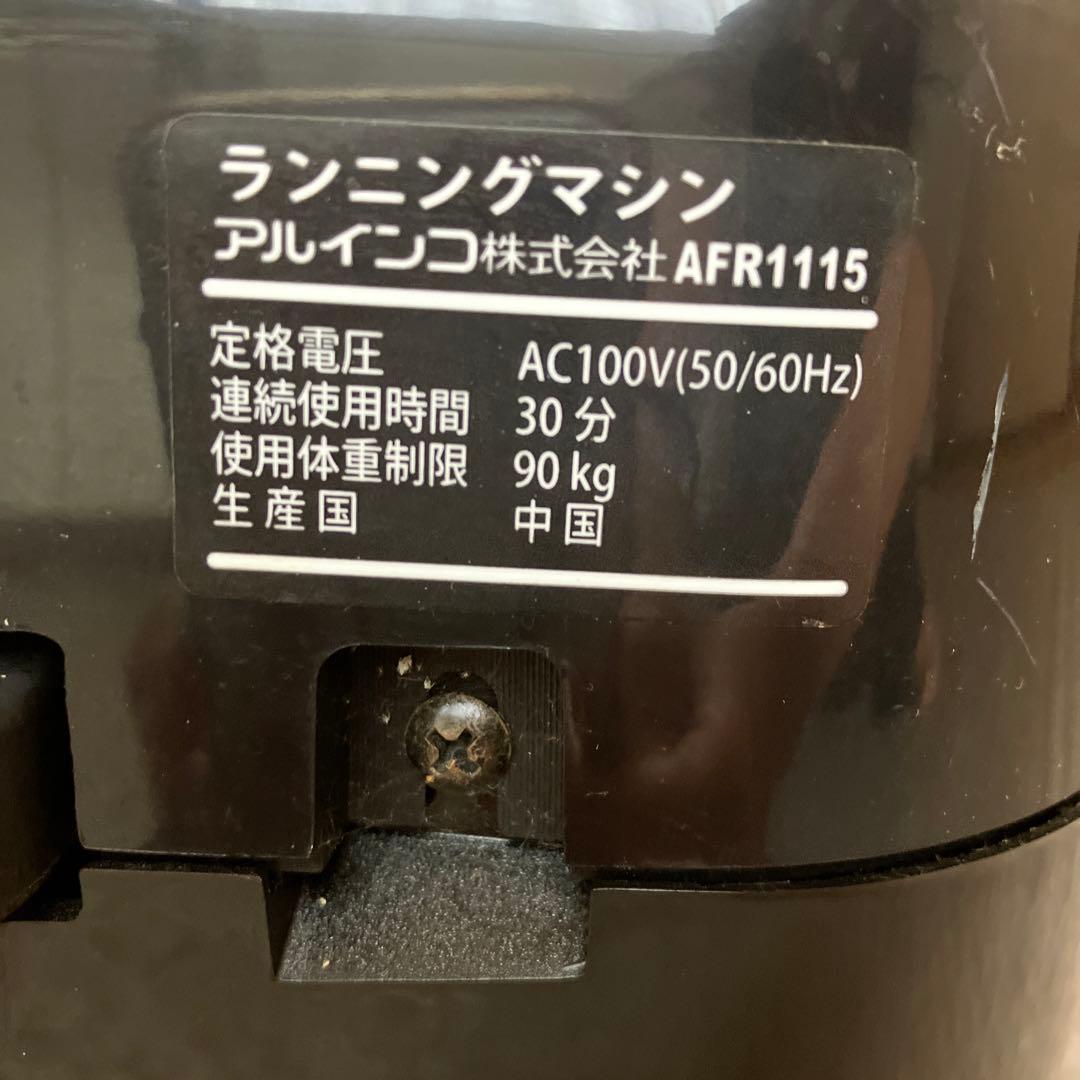 ランニングマシン
アルインコ株式会社 AFR1115
定格電圧 AC100V(50/60Hz)
連続使用時間 30分
使用体重制限 90kg
生産国 中国